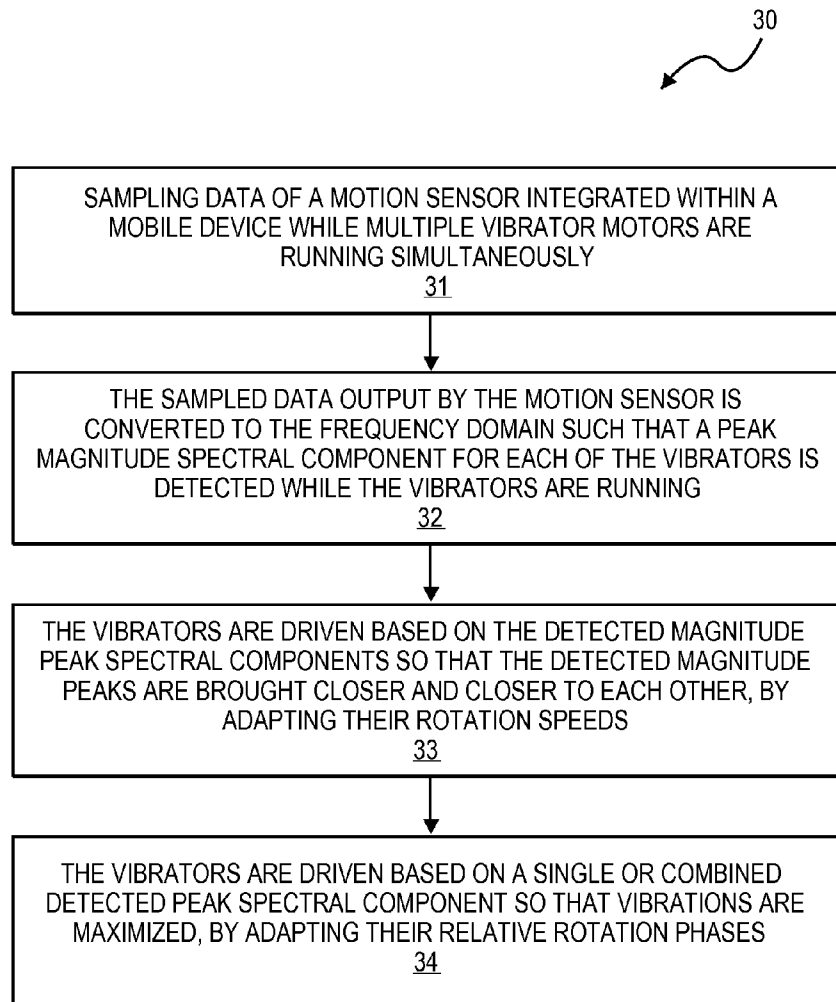 30
SAMPLING DATA OF A MOTION SENSOR INTEGRATED WITHIN A
MOBILE DEVICE WHILE MULTIPLE VIBRATOR MOTORS ARE
RUNNING SIMULTANEOUSLY
31
THE SAMPLED DATA OUTPUT BY THE MOTION SENSOR IS
CONVERTED TO THE FREQUENCY DOMAIN SUCH THAT A PEAK
MAGNITUDE SPECTRAL COMPONENT FOR EACH OF THE VIBRATORS IS
DETECTED WHILE THE VIBRATORS ARE RUNNING
32
THE VIBRATORS ARE DRIVEN BASED ON THE DETECTED MAGNITUDE
PEAK SPECTRAL COMPONENTS SO THAT THE DETECTED MAGNITUDE
PEAKS ARE BROUGHT CLOSER AND CLOSER TO EACH OTHER, BY
ADAPTING THEIR ROTATION SPEEDS
33
THE VIBRATORS ARE DRIVEN BASED ON A SINGLE OR COMBINED
DETECTED PEAK SPECTRAL COMPONENT SO THAT VIBRATIONS ARE
MAXIMIZED, BY ADAPTING THEIR RELATIVE ROTATION PHASES
34